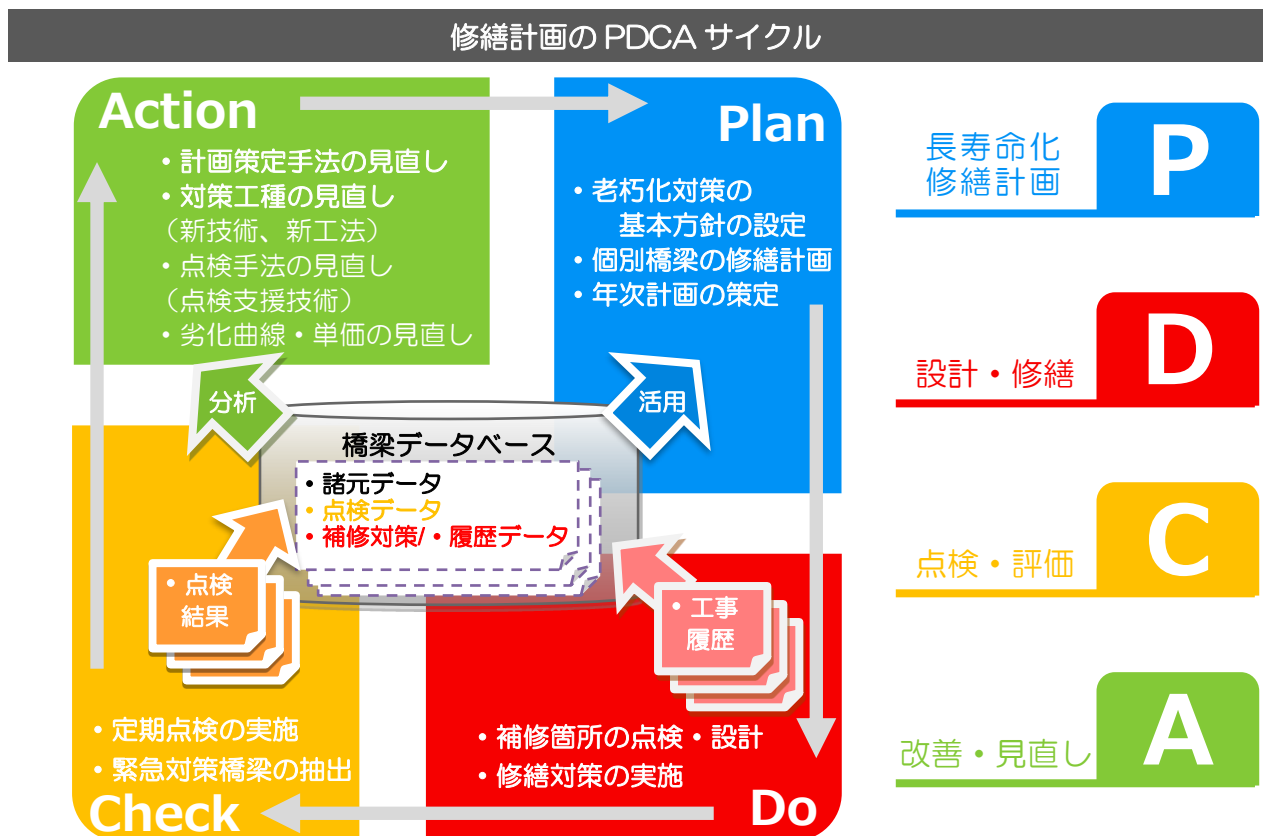 修繕計画の PDCA サイクル
Action
・計画策定手法の見直し
・対策工種の見直し
（新技術、新工法）
・点検手法の見直し
（点検支援技術）
・劣化曲線・単価の見直し
Plan
・老朽化対策の
基本方針の設定
・個別橋梁の修繕計画
・年次計画の策定
分析
活用
橋梁データベース
・諸元データ
・点検データ
・補修対策/・履歴データ
・点検
結果
・工事
履歴
・定期点検の実施
・緊急対策橋梁の抽出
Check
・補修箇所の点検・設計
・修繕対策の実施
Do
長寿命化
修繕計画
P
設計・修繕
D
点検・評価
C
改善・見直し
A